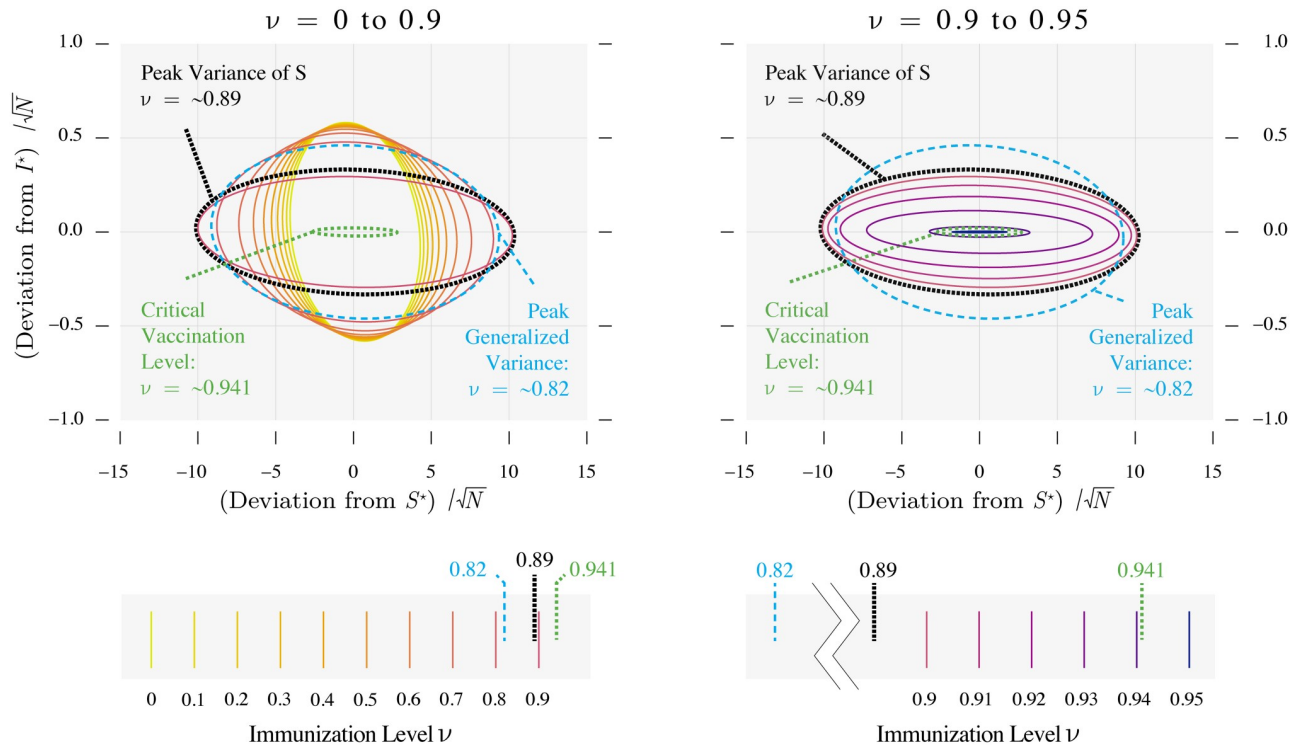 ν = 0 to 0.9
1.0
0.5
0.0
−0.5
−1.0
(Deviation from I⋆) /√N
Peak Variance of S
ν = ~0.89
Critical
Vaccination
Level:
ν = ~0.941
Peak
Generalized
Variance:
ν = ~0.82
−15
−10
−5
0
5
10
15
(Deviation from S⋆) /√N
ν = 0.9 to 0.95
Peak Variance of S
ν = ~0.89
Critical
Vaccination
Level:
ν = ~0.941
Peak
Generalized
Variance:
ν = ~0.82
1.0
0.5
0.0
−0.5
−1.0
−15
−10
−5
0
5
10
15
(Deviation from S⋆) /√N
0.82
0.89
0.941
0
0.1
0.2
0.3
0.4
0.5
0.6
0.7
0.8
0.9
Immunization Level ν
0.82
0.89
0.941
0.9
0.91
0.92
0.93
0.94
0.95
Immunization Level ν